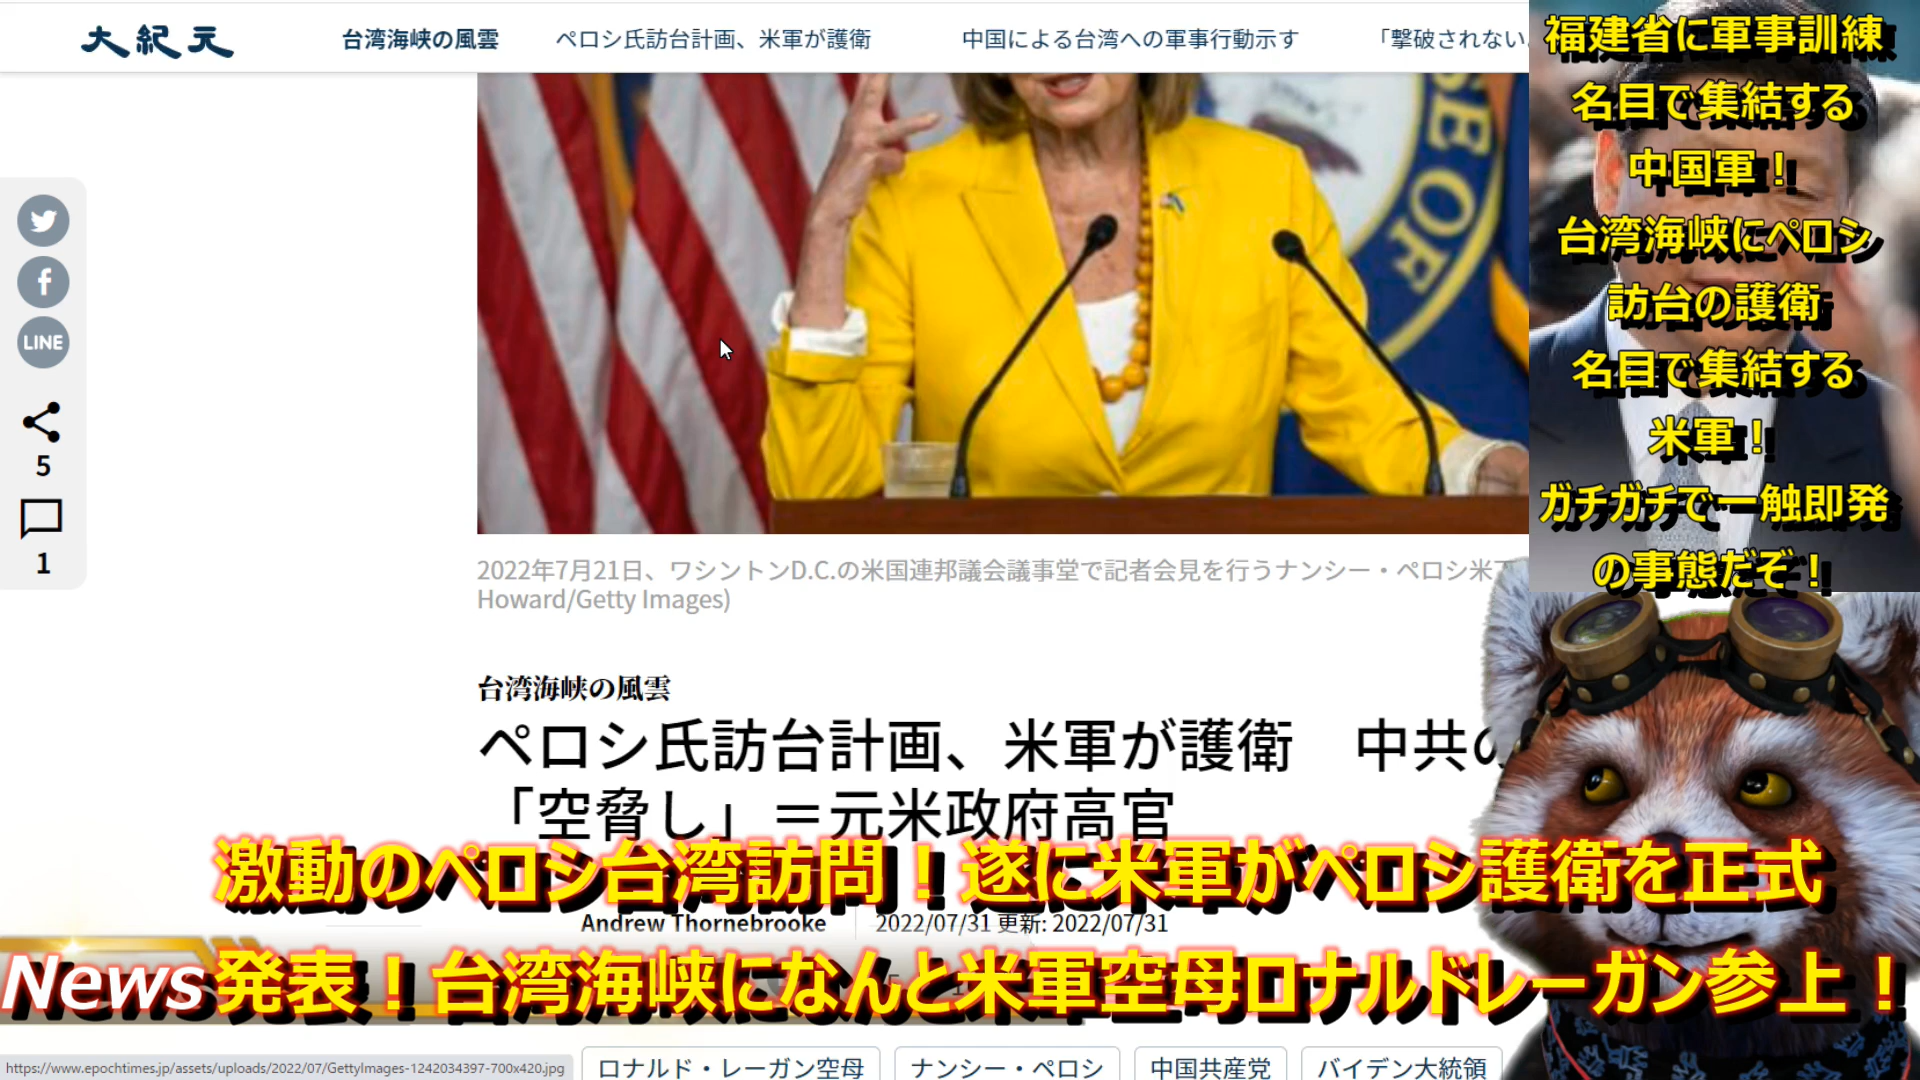 大紀元
台湾海峡の風雲
ペロシ氏訪台計画、米軍が護衛
中国による台湾への軍事行動示す
「撃破されない
福建省に軍事訓練
名目で集結する
中国軍！
台湾海峡にペロシ
訪台の護衛
名目で集結する
米軍！
ガチガチで一触即発
の事態だぞ！
SE OF
LINE
5
1
2022年7月21日、ワシントンD.C.の米国連邦議会議事堂で記者会見を行うナンシー・ペロシ米下
Howard/Getty Images)
台湾海峡の風雲
ペロシ氏訪台計画、米軍が護衛　中共の
「空脅し」＝元米政府高官
激動のペロシ台湾訪問！遂に米軍がペロシ護衛を正式
Andrew Thornebrooke
2022/07/31 更新: 2022/07/31
News
発表！台湾海峡になんと米軍空母ロナルドレーガン参上！
https://www.epochtimes.jp/assets/uploads/2022/07/GettyImages-1242034397-700x420.jpg
ロナルド・レーガン空母
ナンシー・ペロシ
中国共産党
バイデン大統領